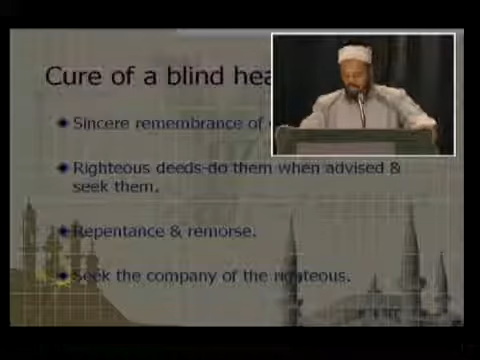 Cure of a blind hea
Sincere remembrance of
Righteous deeds-do them when advised &
seek them.
Repentance & remorse.
Seek the company of the righteous.